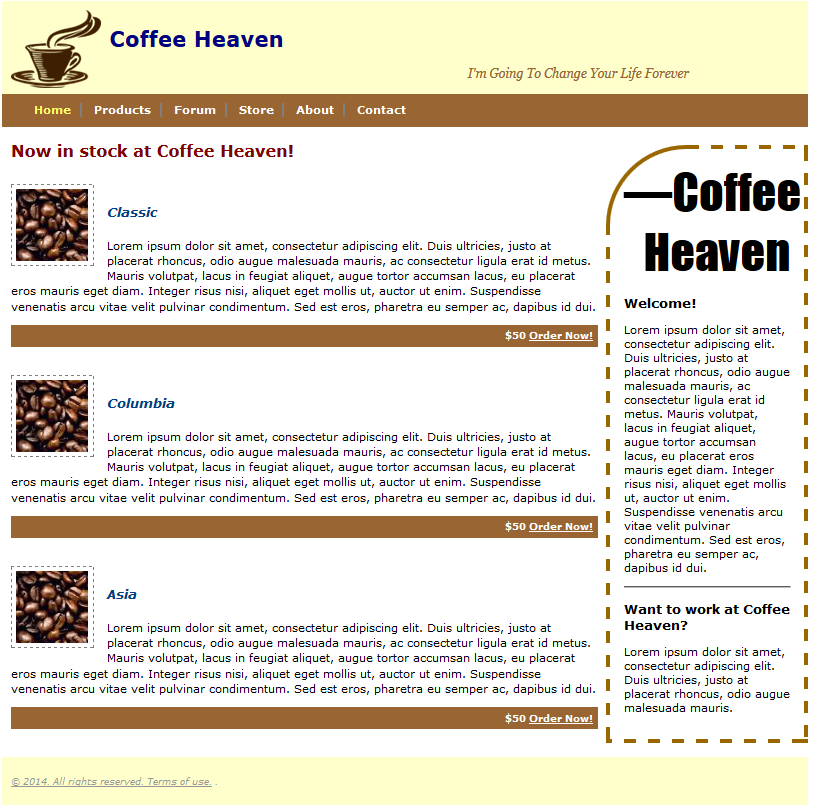 Coffee Heaven
I'm Going To Change Your Life Forever
Home | Products | Forum | Store | About | Contact
Now in stock at Coffee Heaven!
Classic
Lorem ipsum dolor sit amet, consectetur adipiscing elit. Duis ultricies, justo at
placerat rhoncus, odio augue malesuada mauris, ac consectetur ligula erat id metus.
Mauris volutpat, lacus in feugiat aliquet, augue tortor accumsan lacus, eu placerat
eros mauris eget diam. Integer risus nisi, aliquet eget mollis ut, auctor ut enim. Suspendisse
venenatis arcu vitae velit pulvinar condimentum. Sed est eros, pharetra eu semper ac, dapibus id dui.
$50 Order Now!
Columbia
Lorem ipsum dolor sit amet, consectetur adipiscing elit. Duis ultricies, justo at
placerat rhoncus, odio augue malesuada mauris, ac consectetur ligula erat id metus.
Mauris volutpat, lacus in feugiat aliquet, augue tortor accumsan lacus, eu placerat
eros mauris eget diam. Integer risus nisi, aliquet eget mollis ut, auctor ut enim. Suspendisse
venenatis arcu vitae velit pulvinar condimentum. Sed est eros, pharetra eu semper ac, dapibus id dui.
$50 Order Now!
Asia
Lorem ipsum dolor sit amet, consectetur adipiscing elit. Duis ultricies, justo at
placerat rhoncus, odio augue malesuada mauris, ac consectetur ligula erat id metus.
Mauris volutpat, lacus in feugiat aliquet, augue tortor accumsan lacus, eu placerat
eros mauris eget diam. Integer risus nisi, aliquet eget mollis ut, auctor ut enim. Suspendisse
venenatis arcu vitae velit pulvinar condimentum. Sed est eros, pharetra eu semper ac, dapibus id dui.
$50 Order Now!
—Coffee
Heaven
Welcome!
Lorem ipsum dolor sit amet,
consectetur adipiscing elit.
Duis ultricies, justo at
placerat rhoncus, odio augue
malesuada mauris, ac
consectetur ligula erat id
metus. Mauris volutpat,
lacus in feugiat aliquet,
augue tortor accumsan
lacus, eu placerat eros
mauris eget diam. Integer
risus nisi, aliquet eget mollis
ut, auctor ut enim.
Suspendisse venenatis arcu
vitae velit pulvinar
condimentum. Sed est eros,
pharetra eu semper ac,
dapibus id dui.
Want to work at Coffee
Heaven?
Lorem ipsum dolor sit amet,
consectetur adipiscing elit.
Duis ultricies, justo at
placerat rhoncus, odio augue
malesuada mauris.
© 2014. All rights reserved. Terms of use. .